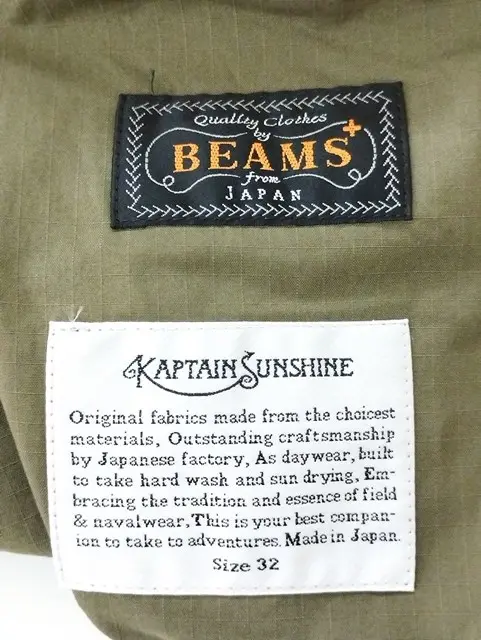 Quality Clothes
by
BEAMS+
from
JAPAN
KAPTAIN SUNSHINE
Original fabrics made from the choicest
materials, Outstanding craftsmanship
by Japanese factory, As daywear, built
to take hard wash and sun drying, Em-
bracing the tradition and essence of field
& navalwear, This is your best compan-
ion to take to adventures. Made in Japan.
Size 32